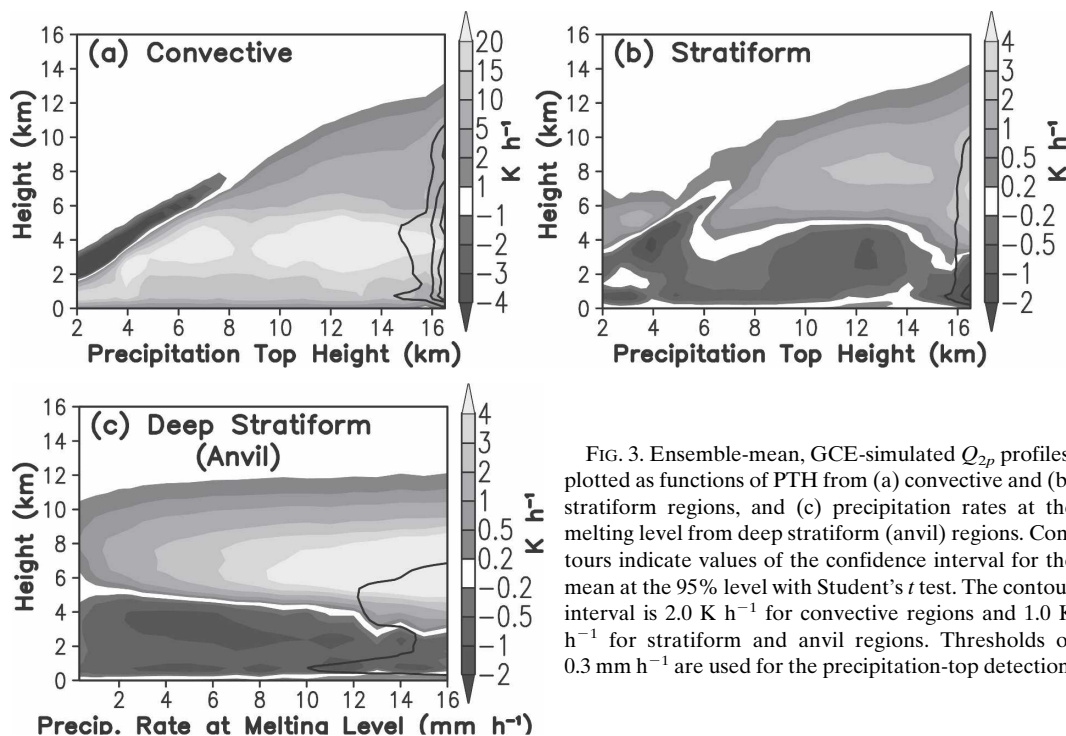 (a) Convective
16
14
12
10
8
6
4
2
0
Height (km)
2 4 6 8 10 12 14 16
Precipitation Top Height (km)
20
15
10
5
2
1
−1
−2
−3
−4
K h⁻¹
(b) Stratiform
16
14
12
10
8
6
4
2
0
Height (km)
2 4 6 8 10 12 14 16
Precipitation Top Height (km)
4
3
2
1
0.5
0.2
−0.2
−0.5
−1
−2
K h⁻¹
(c) Deep Stratiform
(Anvil)
16
14
12
10
8
6
4
2
0
Height (km)
2 4 6 8 10 12 14 16
Precip. Rate at Melting Level (mm h⁻¹)
4
3
2
1
0.5
0.2
−0.2
−0.5
−1
−2
K h⁻¹
FIG. 3. Ensemble-mean, GCE-simulated Q₂ₚ profiles
plotted as functions of PTH from (a) convective and (b
stratiform regions, and (c) precipitation rates at the
melting level from deep stratiform (anvil) regions. Con
tours indicate values of the confidence interval for the
mean at the 95% level with Student's t test. The contou
interval is 2.0 K h⁻¹ for convective regions and 1.0 K
h⁻¹ for stratiform and anvil regions. Thresholds o
0.3 mm h⁻¹ are used for the precipitation-top detection